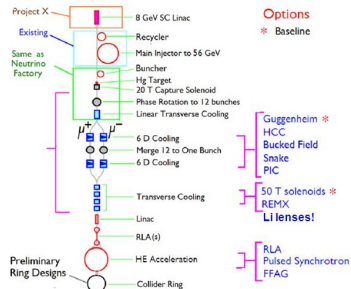 Project X
8 GeV SC Linac
Options
* Baseline
Existing
Recycler
Main Injector to 56 GeV
Same as
Neutrino
Factory
Buncher
Hg Target
20 T Capture Solenoid
Phase Rotation to 12 bunches
Linear Transverse Cooling
μ+ μ−
6 D Cooling
Merge 12 to One Bunch
6 D Cooling
Guggenheim *
HCC
Bucked Field
Snake
PIC
Transverse Cooling
50 T solenoids *
REMX
Li lenses!
Linac
RLA(s)
HE Acceleration
RLA
Pulsed Synchrotron
FFAG
Preliminary
Ring Designs
Collider Ring